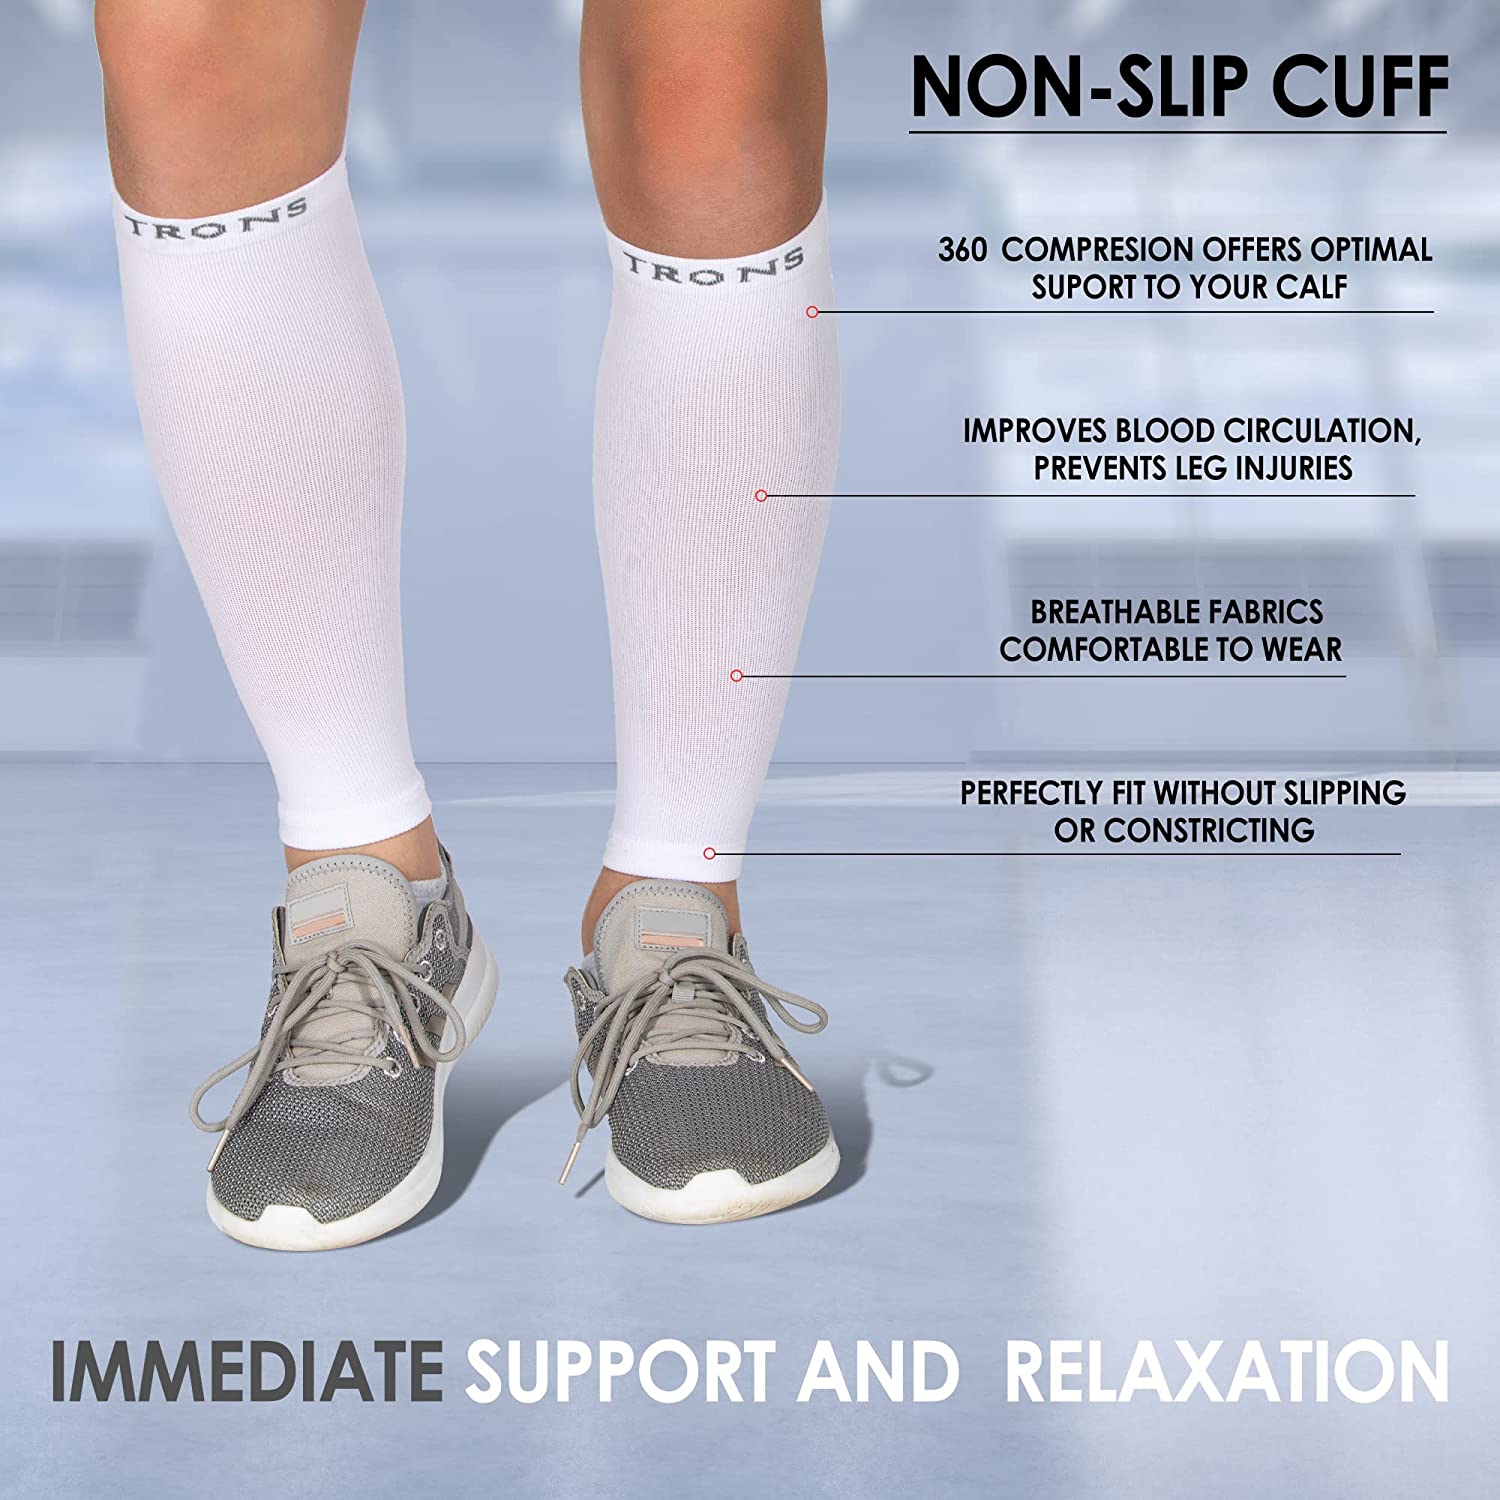 NON-SLIP CUFF
TRONS
TRONS
360 COMPRESION OFFERS OPTIMAL
SUPORT TO YOUR CALF
IMPROVES BLOOD CIRCULATION,
PREVENTS LEG INJURIES
BREATHABLE FABRICS
COMFORTABLE TO WEAR
PERFECTLY FIT WITHOUT SLIPPING
OR CONSTRICTING
IMMEDIATE SUPPORT AND RELAXATION